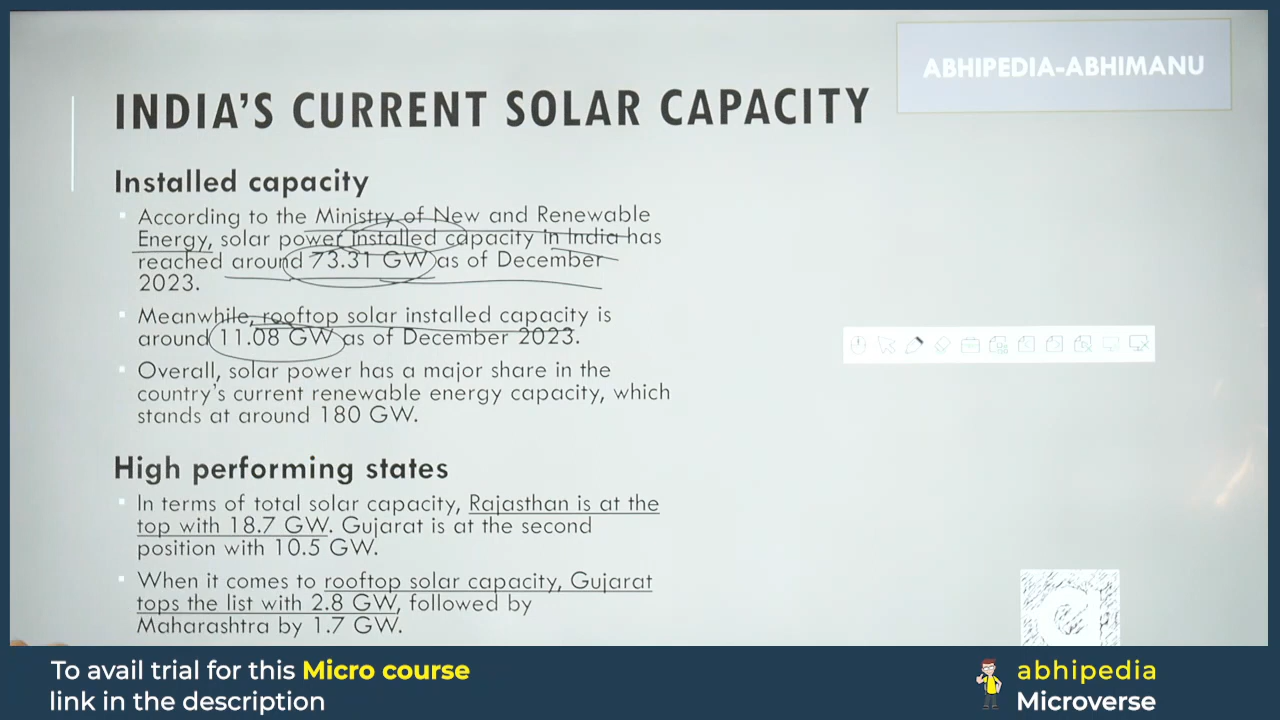 ABHIPEDIA-ABHIMANU
INDIA'S CURRENT SOLAR CAPACITY
Installed capacity
According to the Ministry of New and Renewable
Energy, solar power installed capacity in India has
reached around 73.31 GW as of December
2023.
Meanwhile, rooftop solar installed capacity is
around 11.08 GW as of December 2023.
Overall, solar power has a major share in the
country's current renewable energy capacity, which
stands at around 180 GW.
High performing states
In terms of total solar capacity, Rajasthan is at the
top with 18.7 GW. Gujarat is at the second
position with 10.5 GW.
When it comes to rooftop solar capacity, Gujarat
tops the list with 2.8 GW, followed by
Maharashtra by 1.7 GW.
To avail trial for this Micro course
link in the description
abhipedia
Microverse